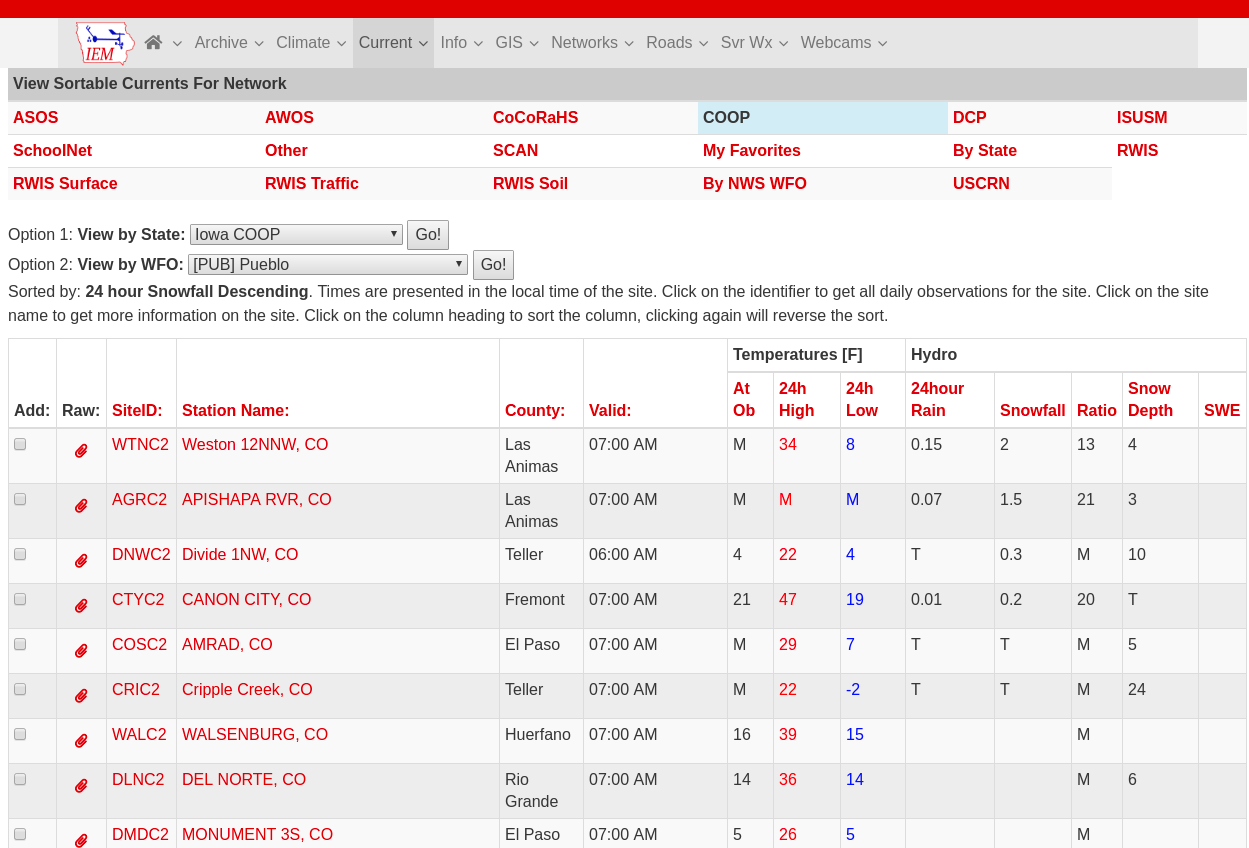 IEM Archive Climate Current Info GIS Networks Roads Svr Wx Webcams
View Sortable Currents For Network
ASOS AWOS CoCoRaHS COOP DCP ISUSM
SchoolNet Other SCAN My Favorites By State RWIS
RWIS Surface RWIS Traffic RWIS Soil By NWS WFO USCRN
Option 1: View by State: Iowa COOP Go!
Option 2: View by WFO: [PUB] Pueblo Go!
Sorted by: 24 hour Snowfall Descending. Times are presented in the local time of the site. Click on the identifier to get all daily observations for the site. Click on the site
name to get more information on the site. Click on the column heading to sort the column, clicking again will reverse the sort.
Temperatures [F] Hydro
At 24h 24h 24hour Snow
Add: Raw: SiteID: Station Name: County: Valid: Ob High Low Rain Snowfall Ratio Depth SWE
WTNC2 Weston 12NNW, CO Las 07:00 AM M 34 8 0.15 2 13 4
Animas
AGRC2 APISHAPA RVR, CO Las 07:00 AM M M M 0.07 1.5 21 3
Animas
DNWC2 Divide 1NW, CO Teller 06:00 AM 4 22 4 T 0.3 M 10
CTYC2 CANON CITY, CO Fremont 07:00 AM 21 47 19 0.01 0.2 20 T
COSC2 AMRAD, CO El Paso 07:00 AM M 29 7 T T M 5
CRIC2 Cripple Creek, CO Teller 07:00 AM M 22 -2 T T M 24
WALC2 WALSENBURG, CO Huerfano 07:00 AM 16 39 15 M
DLNC2 DEL NORTE, CO Rio 07:00 AM 14 36 14 M 6
Grande
DMDC2 MONUMENT 3S, CO El Paso 07:00 AM 5 26 5 M